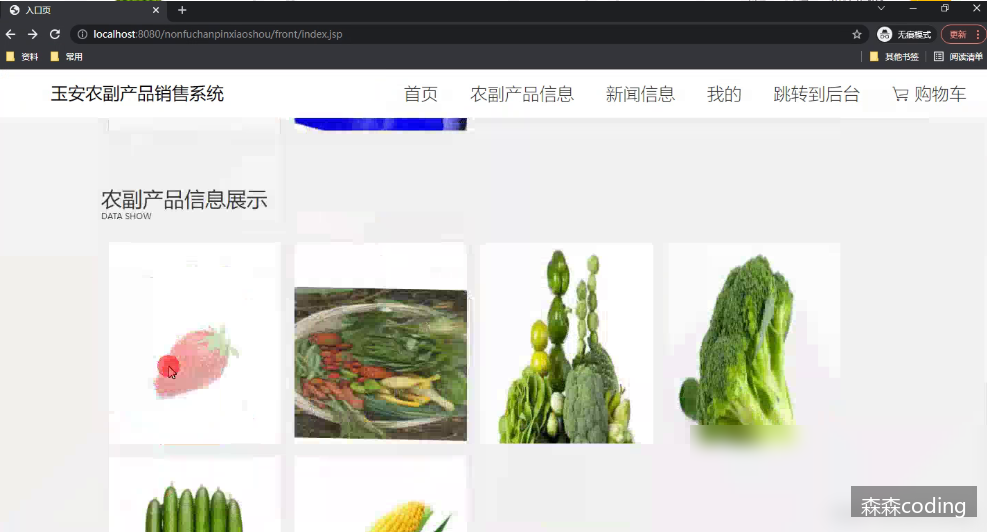 入口页
localhost:8080/nonfuchanpinxiaoshou/front/index.jsp
无痕模式
更新
资料
常用
其他书签
阅读清单
玉安农副产品销售系统
首页
农副产品信息
新闻信息
我的
跳转到后台
购物车
农副产品信息展示
DATA SHOW
森森coding